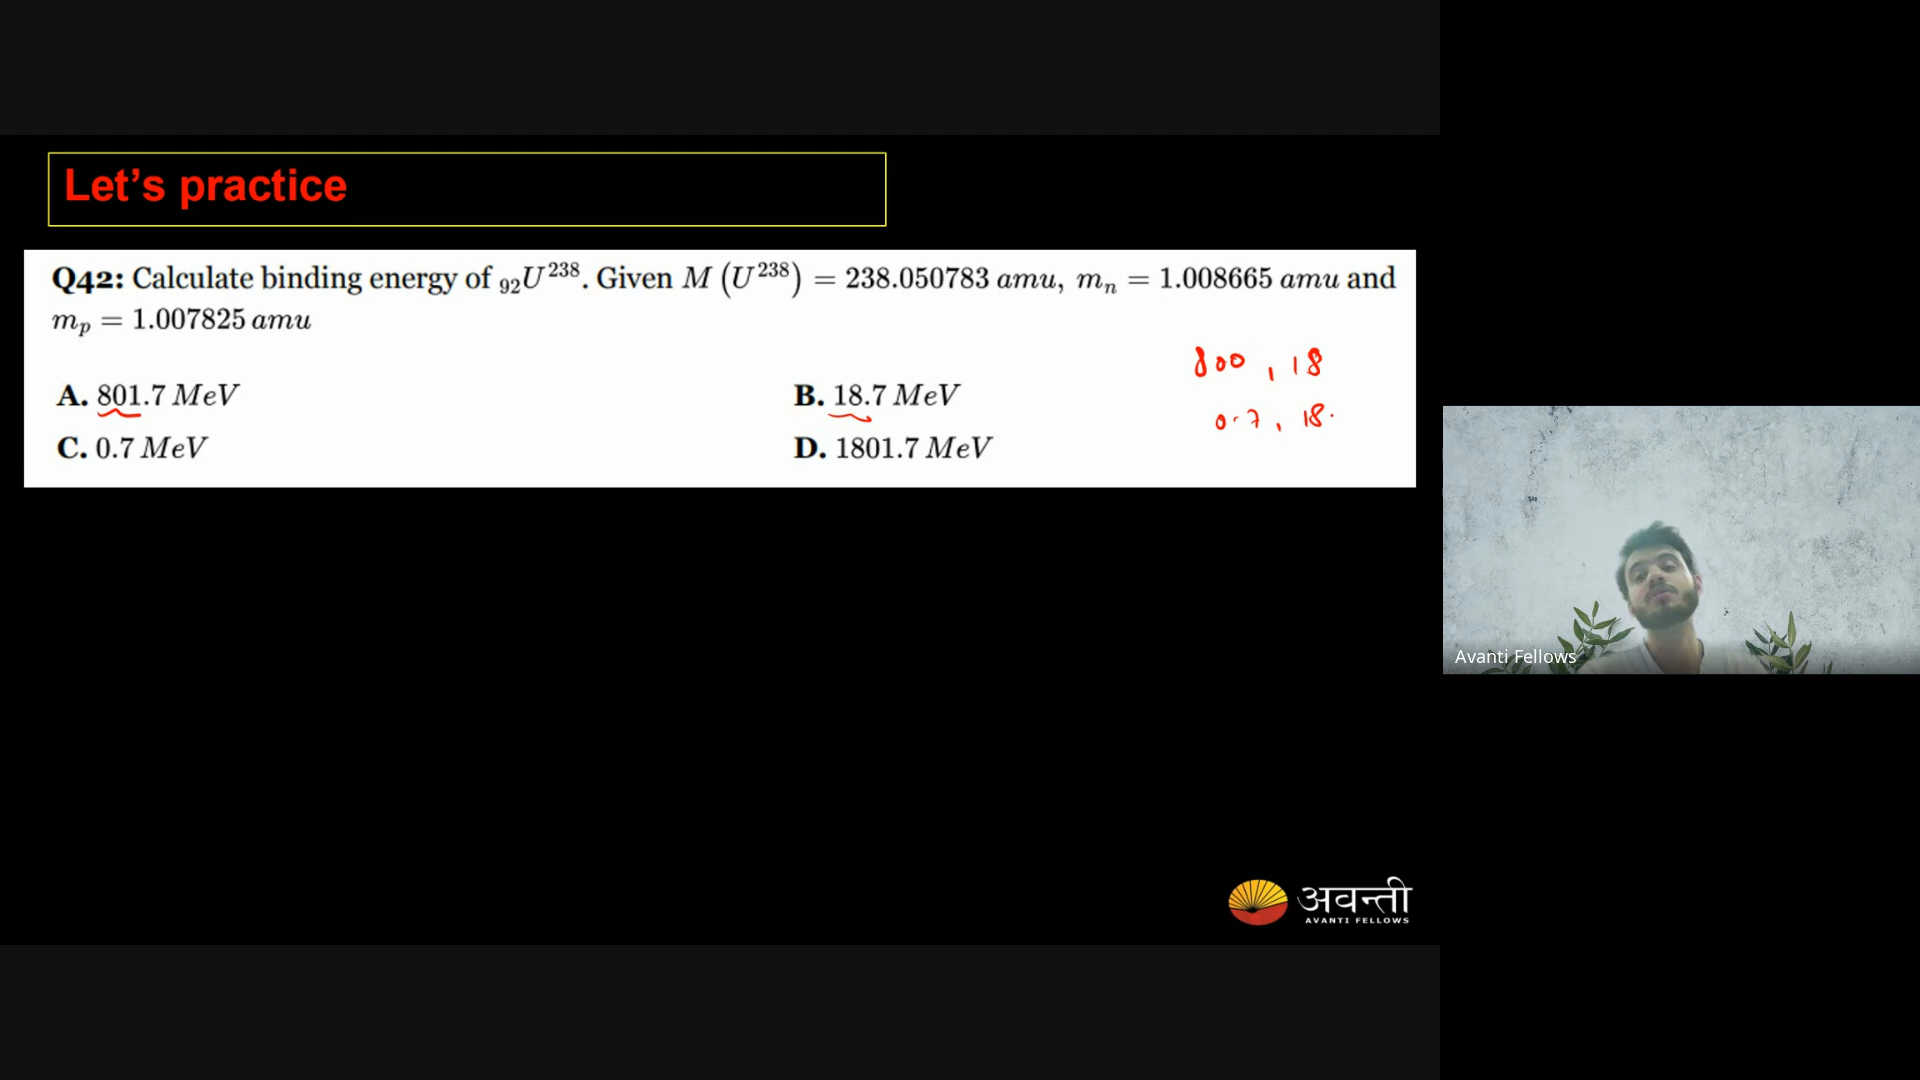 Let's practice
Q42: Calculate binding energy of ₉₂U²³⁸. Given M (U²³⁸) = 238.050783 amu, mₙ = 1.008665 amu and
mₚ = 1.007825 amu
800 , 18
A. 801.7 MeV B. 18.7 MeV
0.7 , 18.
C. 0.7 MeV D. 1801.7 MeV
Avanti Fellows
अवन्ती
AVANTI FELLOWS